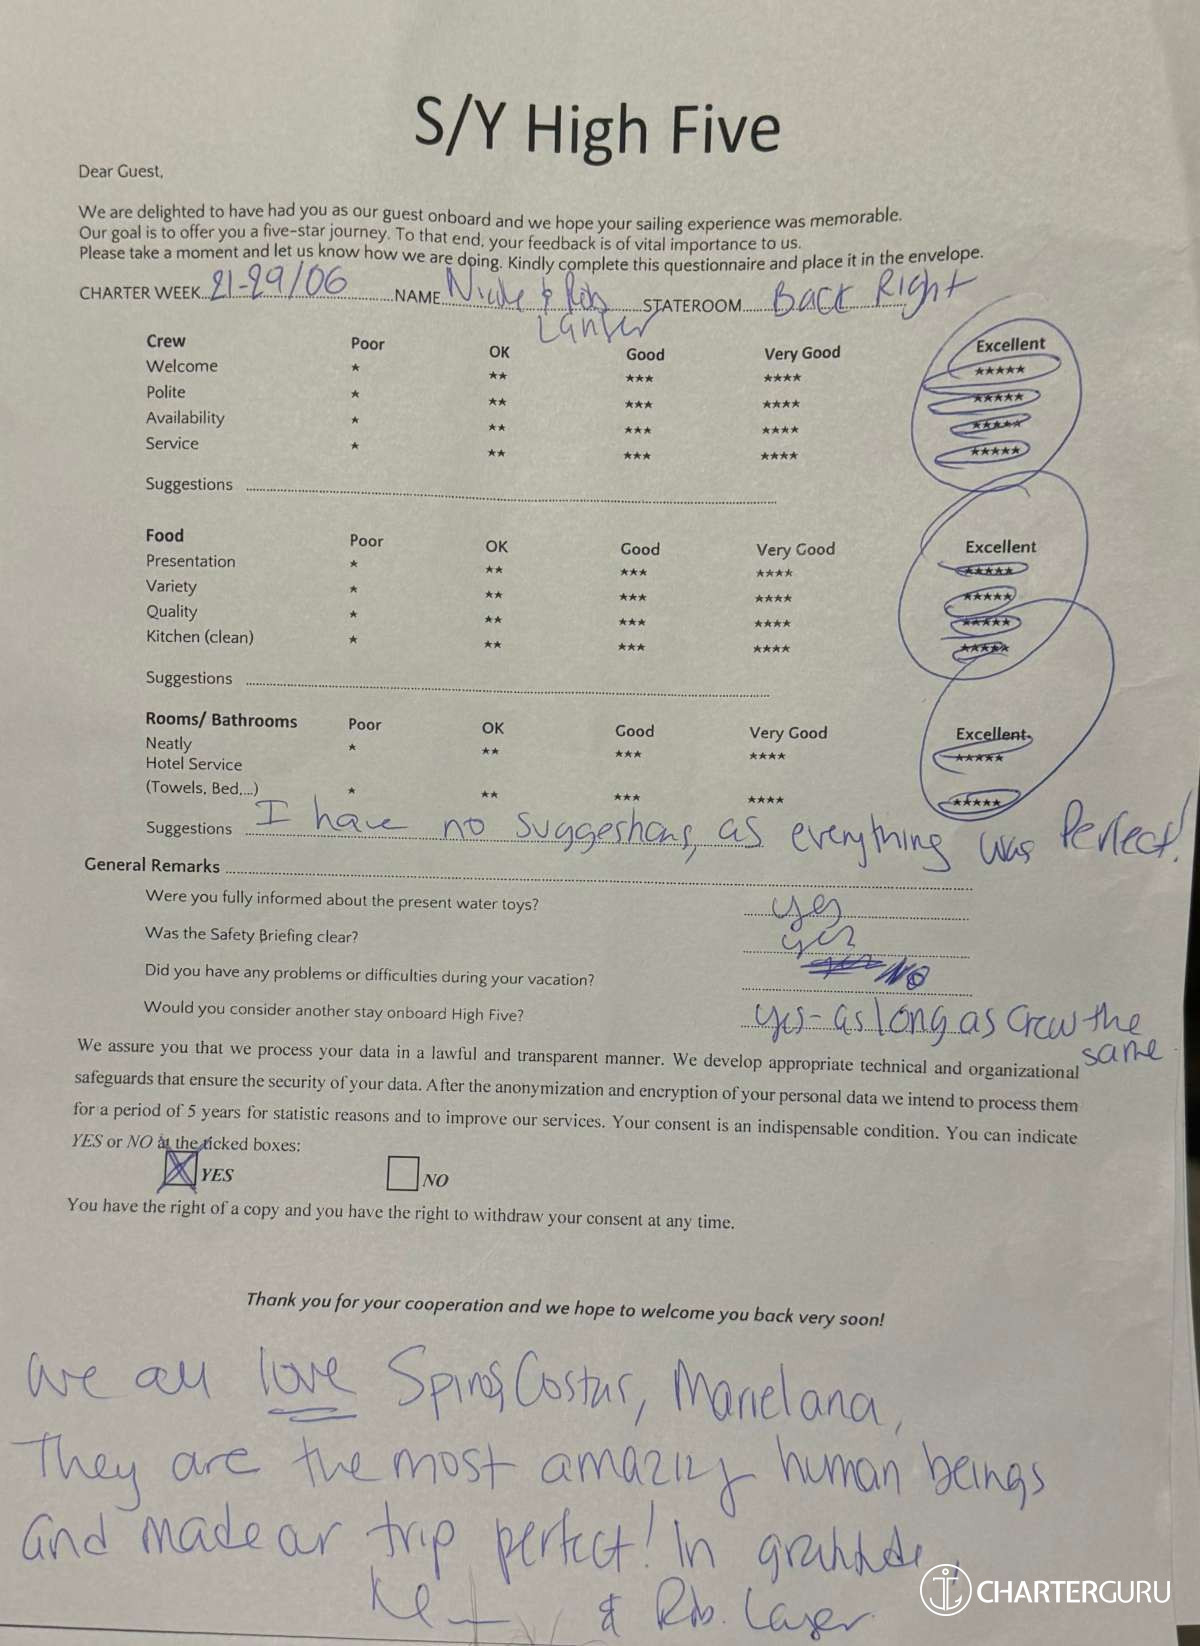 S/Y High Five
Dear Guest,
We are delighted to have had you as our guest onboard and we hope your sailing experience was memorable.
Our goal is to offer you a five-star journey. To that end, your feedback is of vital importance to us.
Please take a moment and let us know how we are doing. Kindly complete this questionnaire and place it in the envelope.
CHARTER WEEK 21-29/06 NAME Nicole & Rob STATEROOM Back Right
Crew Poor OK Good Very Good Excellent
Welcome * ** *** **** *****
Polite * ** *** **** *****
Availability * ** *** **** *****
Service * ** *** **** *****
Suggestions
Food Poor OK Good Very Good Excellent
Presentation * ** *** **** *****
Variety * ** *** **** *****
Quality * ** *** **** *****
Kitchen (clean) * ** *** **** *****
Suggestions
Rooms/ Bathrooms Poor OK Good Very Good Excellent
Neatly * ** *** **** *****
Hotel Service
(Towels, Bed,...) * ** *** **** *****
Suggestions I have no suggestions, as everything was Perfect!
General Remarks
Were you fully informed about the present water toys? yes
Was the Safety Briefing clear? yes
Did you have any problems or difficulties during your vacation? NO
Would you consider another stay onboard High Five? yes - as long as crew the
same
We assure you that we process your data in a lawful and transparent manner. We develop appropriate technical and organizational
safeguards that ensure the security of your data. After the anonymization and encryption of your personal data we intend to process them
for a period of 5 years for statistic reasons and to improve our services. Your consent is an indispensable condition. You can indicate
YES or NO at the ticked boxes:
YES NO
You have the right of a copy and you have the right to withdraw your consent at any time.
Thank you for your cooperation and we hope to welcome you back very soon!
We all love Spiros, Costas, Marielana,
They are the most amazing human beings
and made our trip perfect! In gratitude,
& Rob
CHARTERGURU